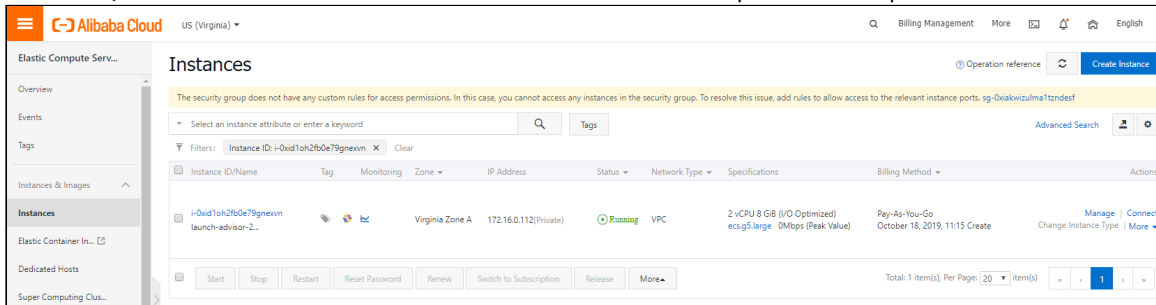 Alibaba Cloud US (Virginia) Billing Management More English
Elastic Compute Serv...
Overview
Events
Tags
Instances & Images
Instances
Elastic Container In...
Dedicated Hosts
Super Computing Clus...
Instances Operation reference Create Instance
The security group does not have any custom rules for access permissions. In this case, you cannot access any instances in the security group. To resolve this issue, add rules to allow access to the relevant instance ports. sg-0xiakwizulma1tzndesf
Select an instance attribute or enter a keyword Tags Advanced Search
Filters: Instance ID: i-0xid1oh2fb0e79gnexvn X Clear
Instance ID/Name Tag Monitoring Zone IP Address Status Network Type Specifications Billing Method Actions
i-0xid1oh2fb0e79gnexvn
launch-advisor-2...
Virginia Zone A 172.16.0.112(Private) Running VPC
2 vCPU 8 GiB (I/O Optimized)
ecs.g5.large 0Mbps (Peak Value)
Pay-As-You-Go
October 18, 2019, 11:15 Create
Manage | Connect
Change Instance Type | More
Start Stop Restart Reset Password Renew Switch to Subscription Release More Total: 1 item(s), Per Page: 20 item(s) « ‹ 1 › »